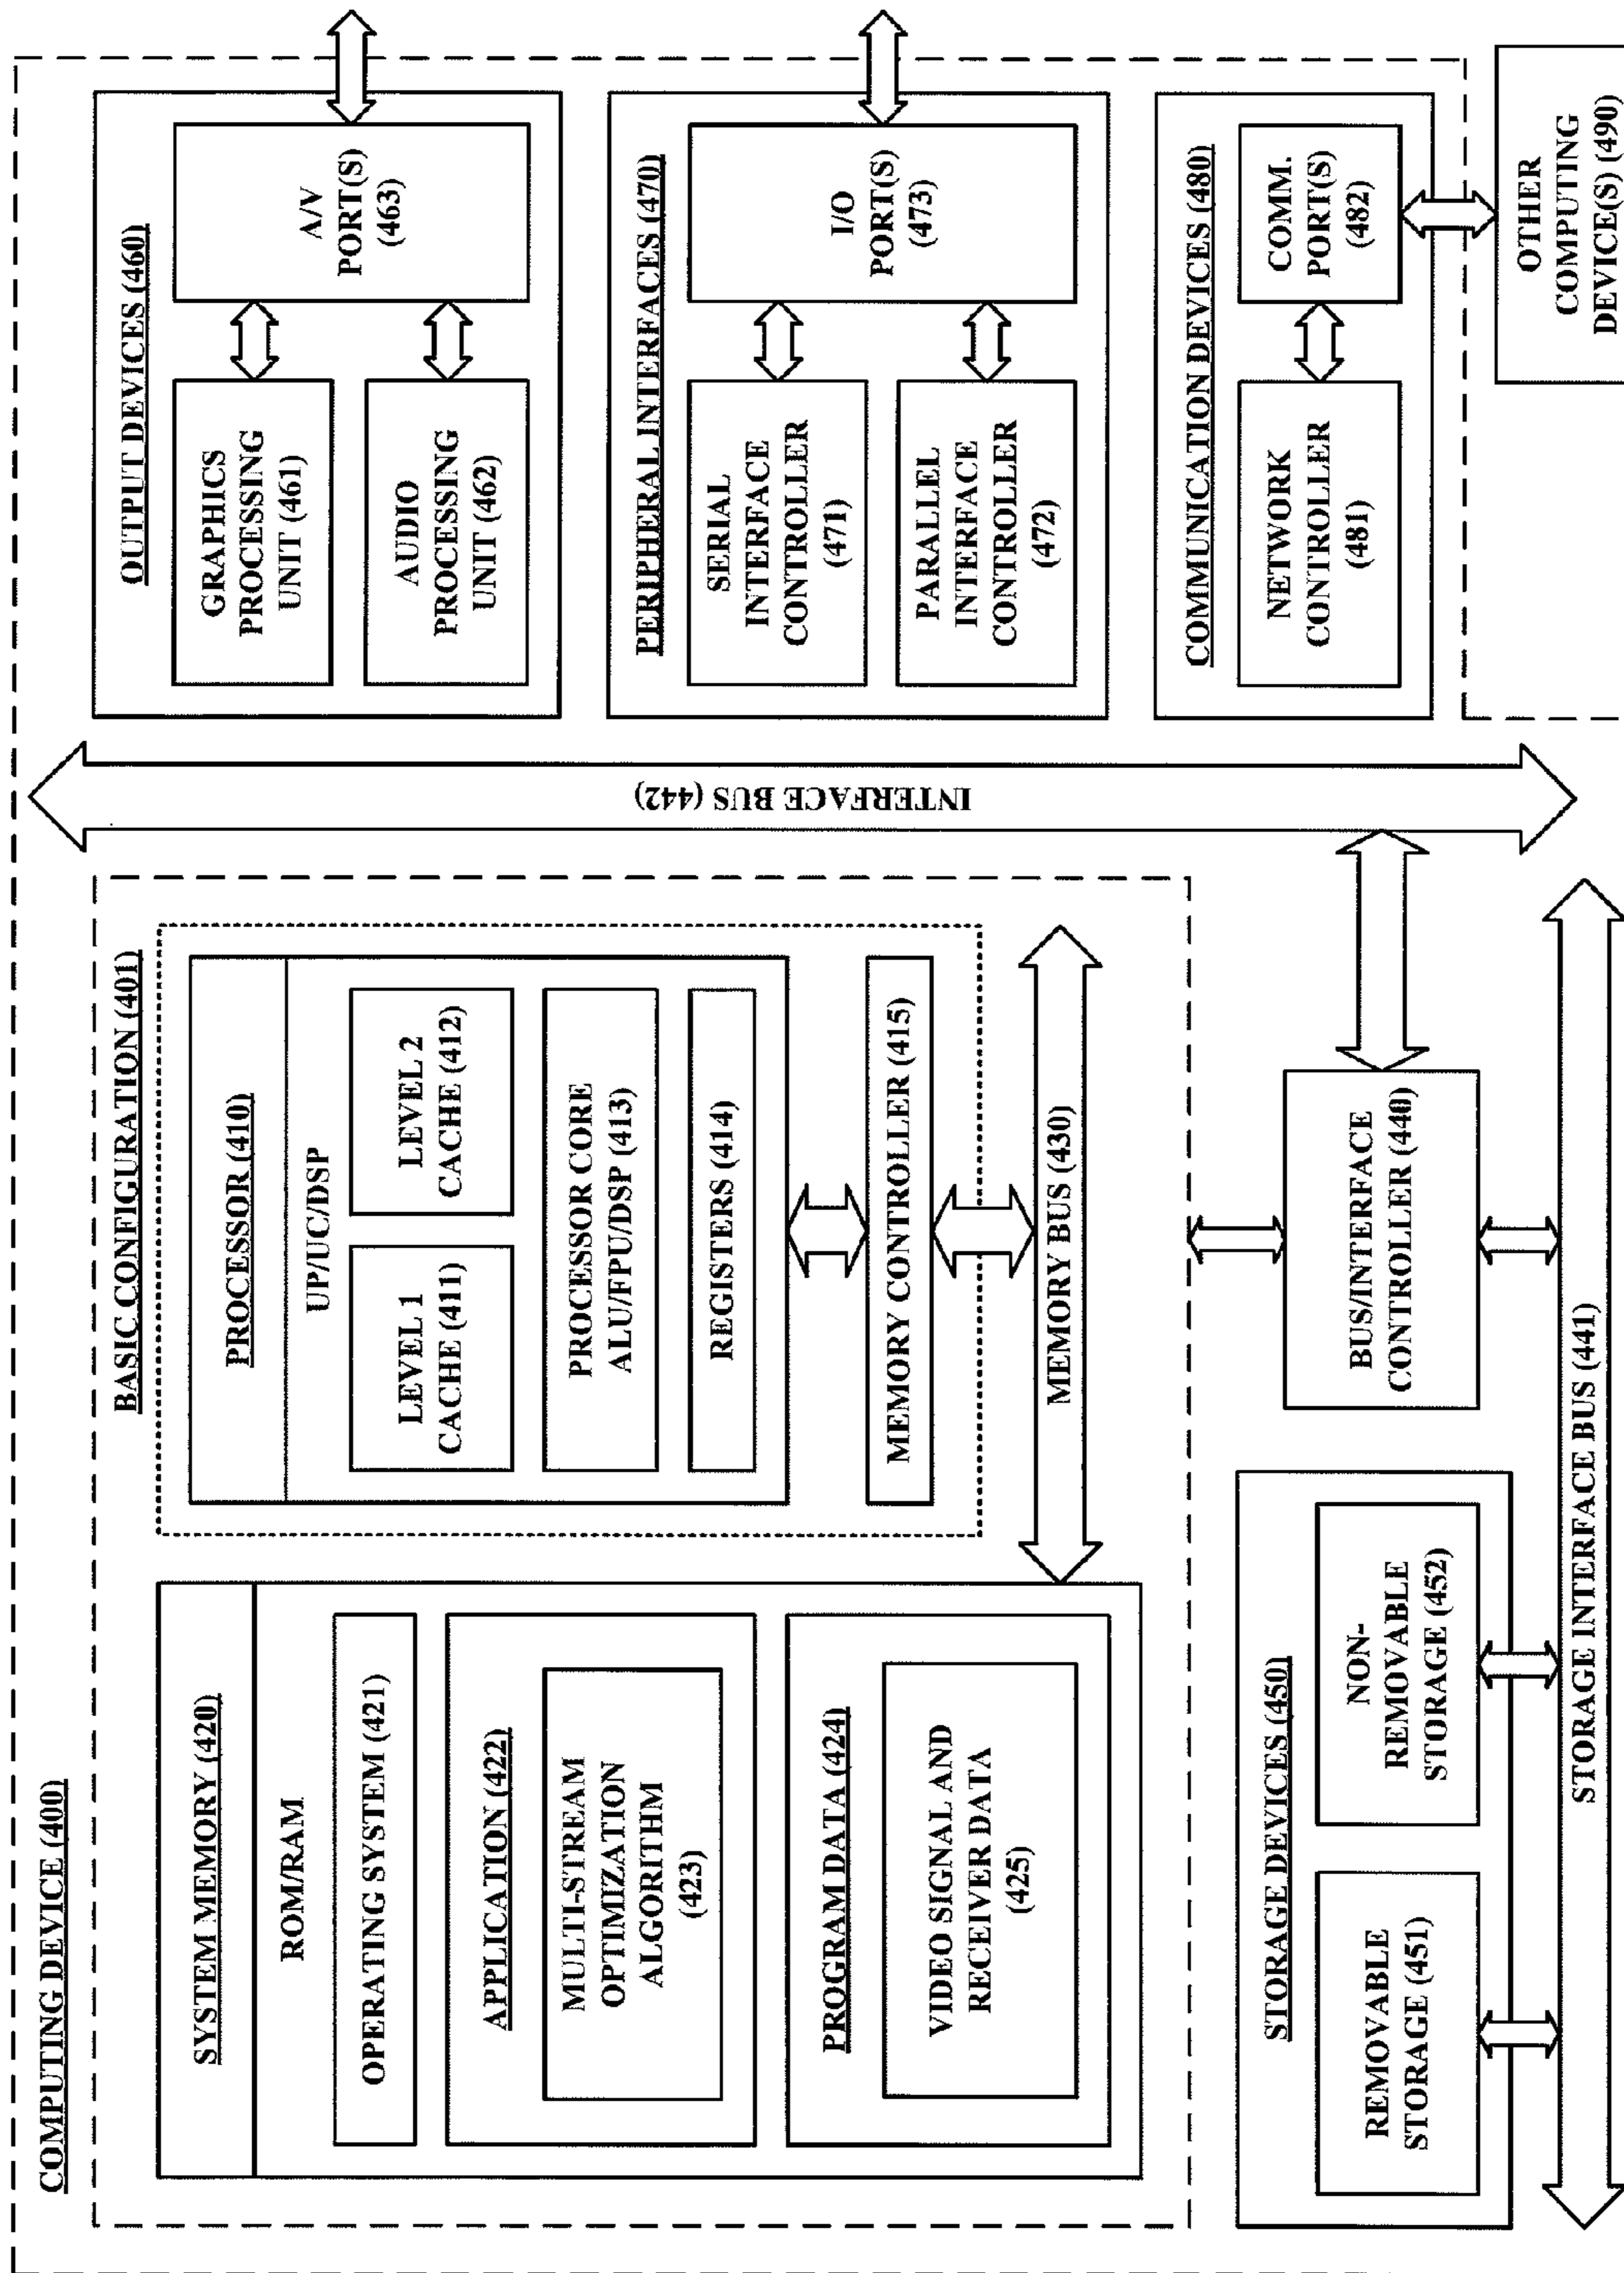 COMPUTING DEVICE (400)
BASIC CONFIGURATION (401)
SYSTEM MEMORY (420)
ROM/RAM
OPERATING SYSTEM (421)
APPLICATION (422)
MULTI-STREAM
OPTIMIZATION
ALGORITHM
(423)
PROGRAM DATA (424)
VIDEO SIGNAL AND
RECEIVER DATA
(425)
PROCESSOR (410)
UP/UC/DSP
LEVEL 1
CACHE (411)
LEVEL 2
CACHE (412)
PROCESSOR CORE
ALU/FPU/DSP (413)
REGISTERS (414)
MEMORY CONTROLLER (415)
MEMORY BUS (430)
STORAGE DEVICES (450)
REMOVABLE
STORAGE (451)
NON-
REMOVABLE
STORAGE (452)
BUS/INTERFACE
CONTROLLER (440)
STORAGE INTERFACE BUS (441)
INTERFACE BUS (442)
OUTPUT DEVICES (460)
GRAPHICS
PROCESSING
UNIT (461)
AUDIO
PROCESSING
UNIT (462)
A/V
PORT(S)
(463)
PERIPHERAL INTERFACES (470)
SERIAL
INTERFACE
CONTROLLER
(471)
PARALLEL
INTERFACE
CONTROLLER
(472)
I/O
PORT(S)
(473)
COMMUNICATION DEVICES (480)
NETWORK
CONTROLLER
(481)
COMM.
PORT(S)
(482)
OTHER
COMPUTING
DEVICE(S) (490)